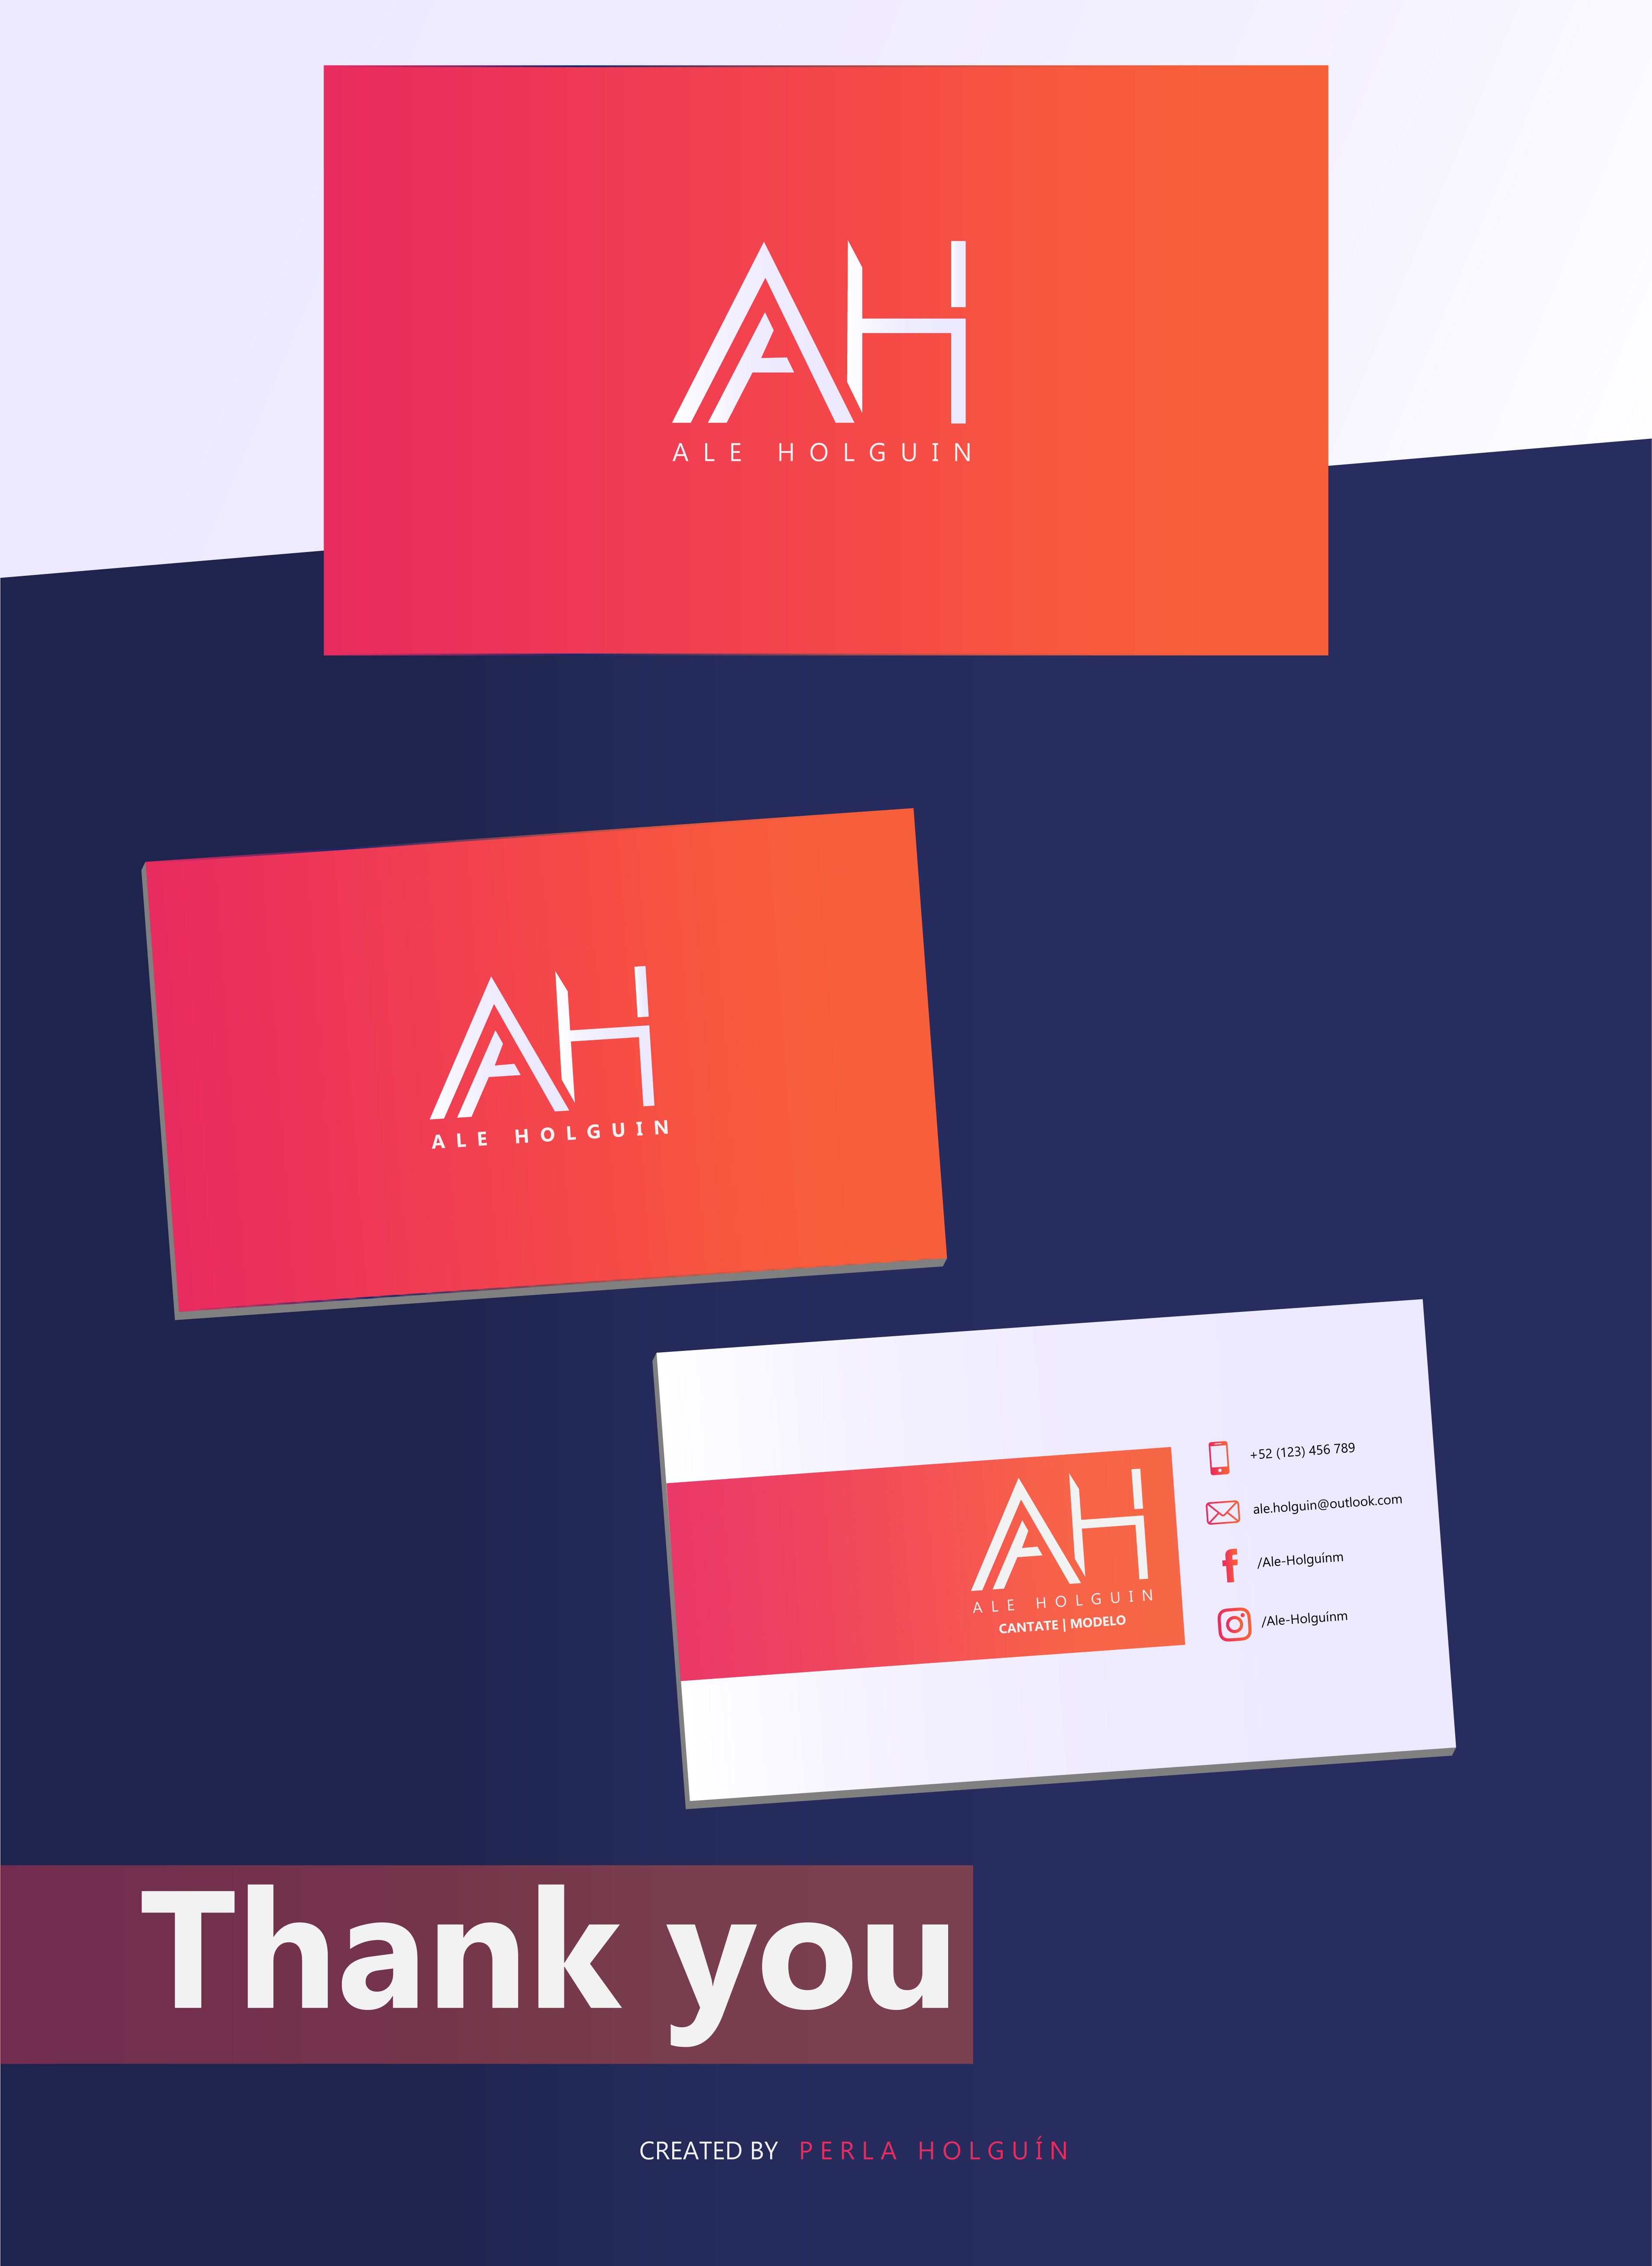 AH
ALE HOLGUIN
AH
ALE HOLGUIN
AH
ALE HOLGUIN
CANTATE | MODELO
+52 (123) 456 789
ale.holguin@outlook.com
/Ale-Holguínm
/Ale-Holguínm
Thank you
CREATED BY PERLA HOLGUÍN